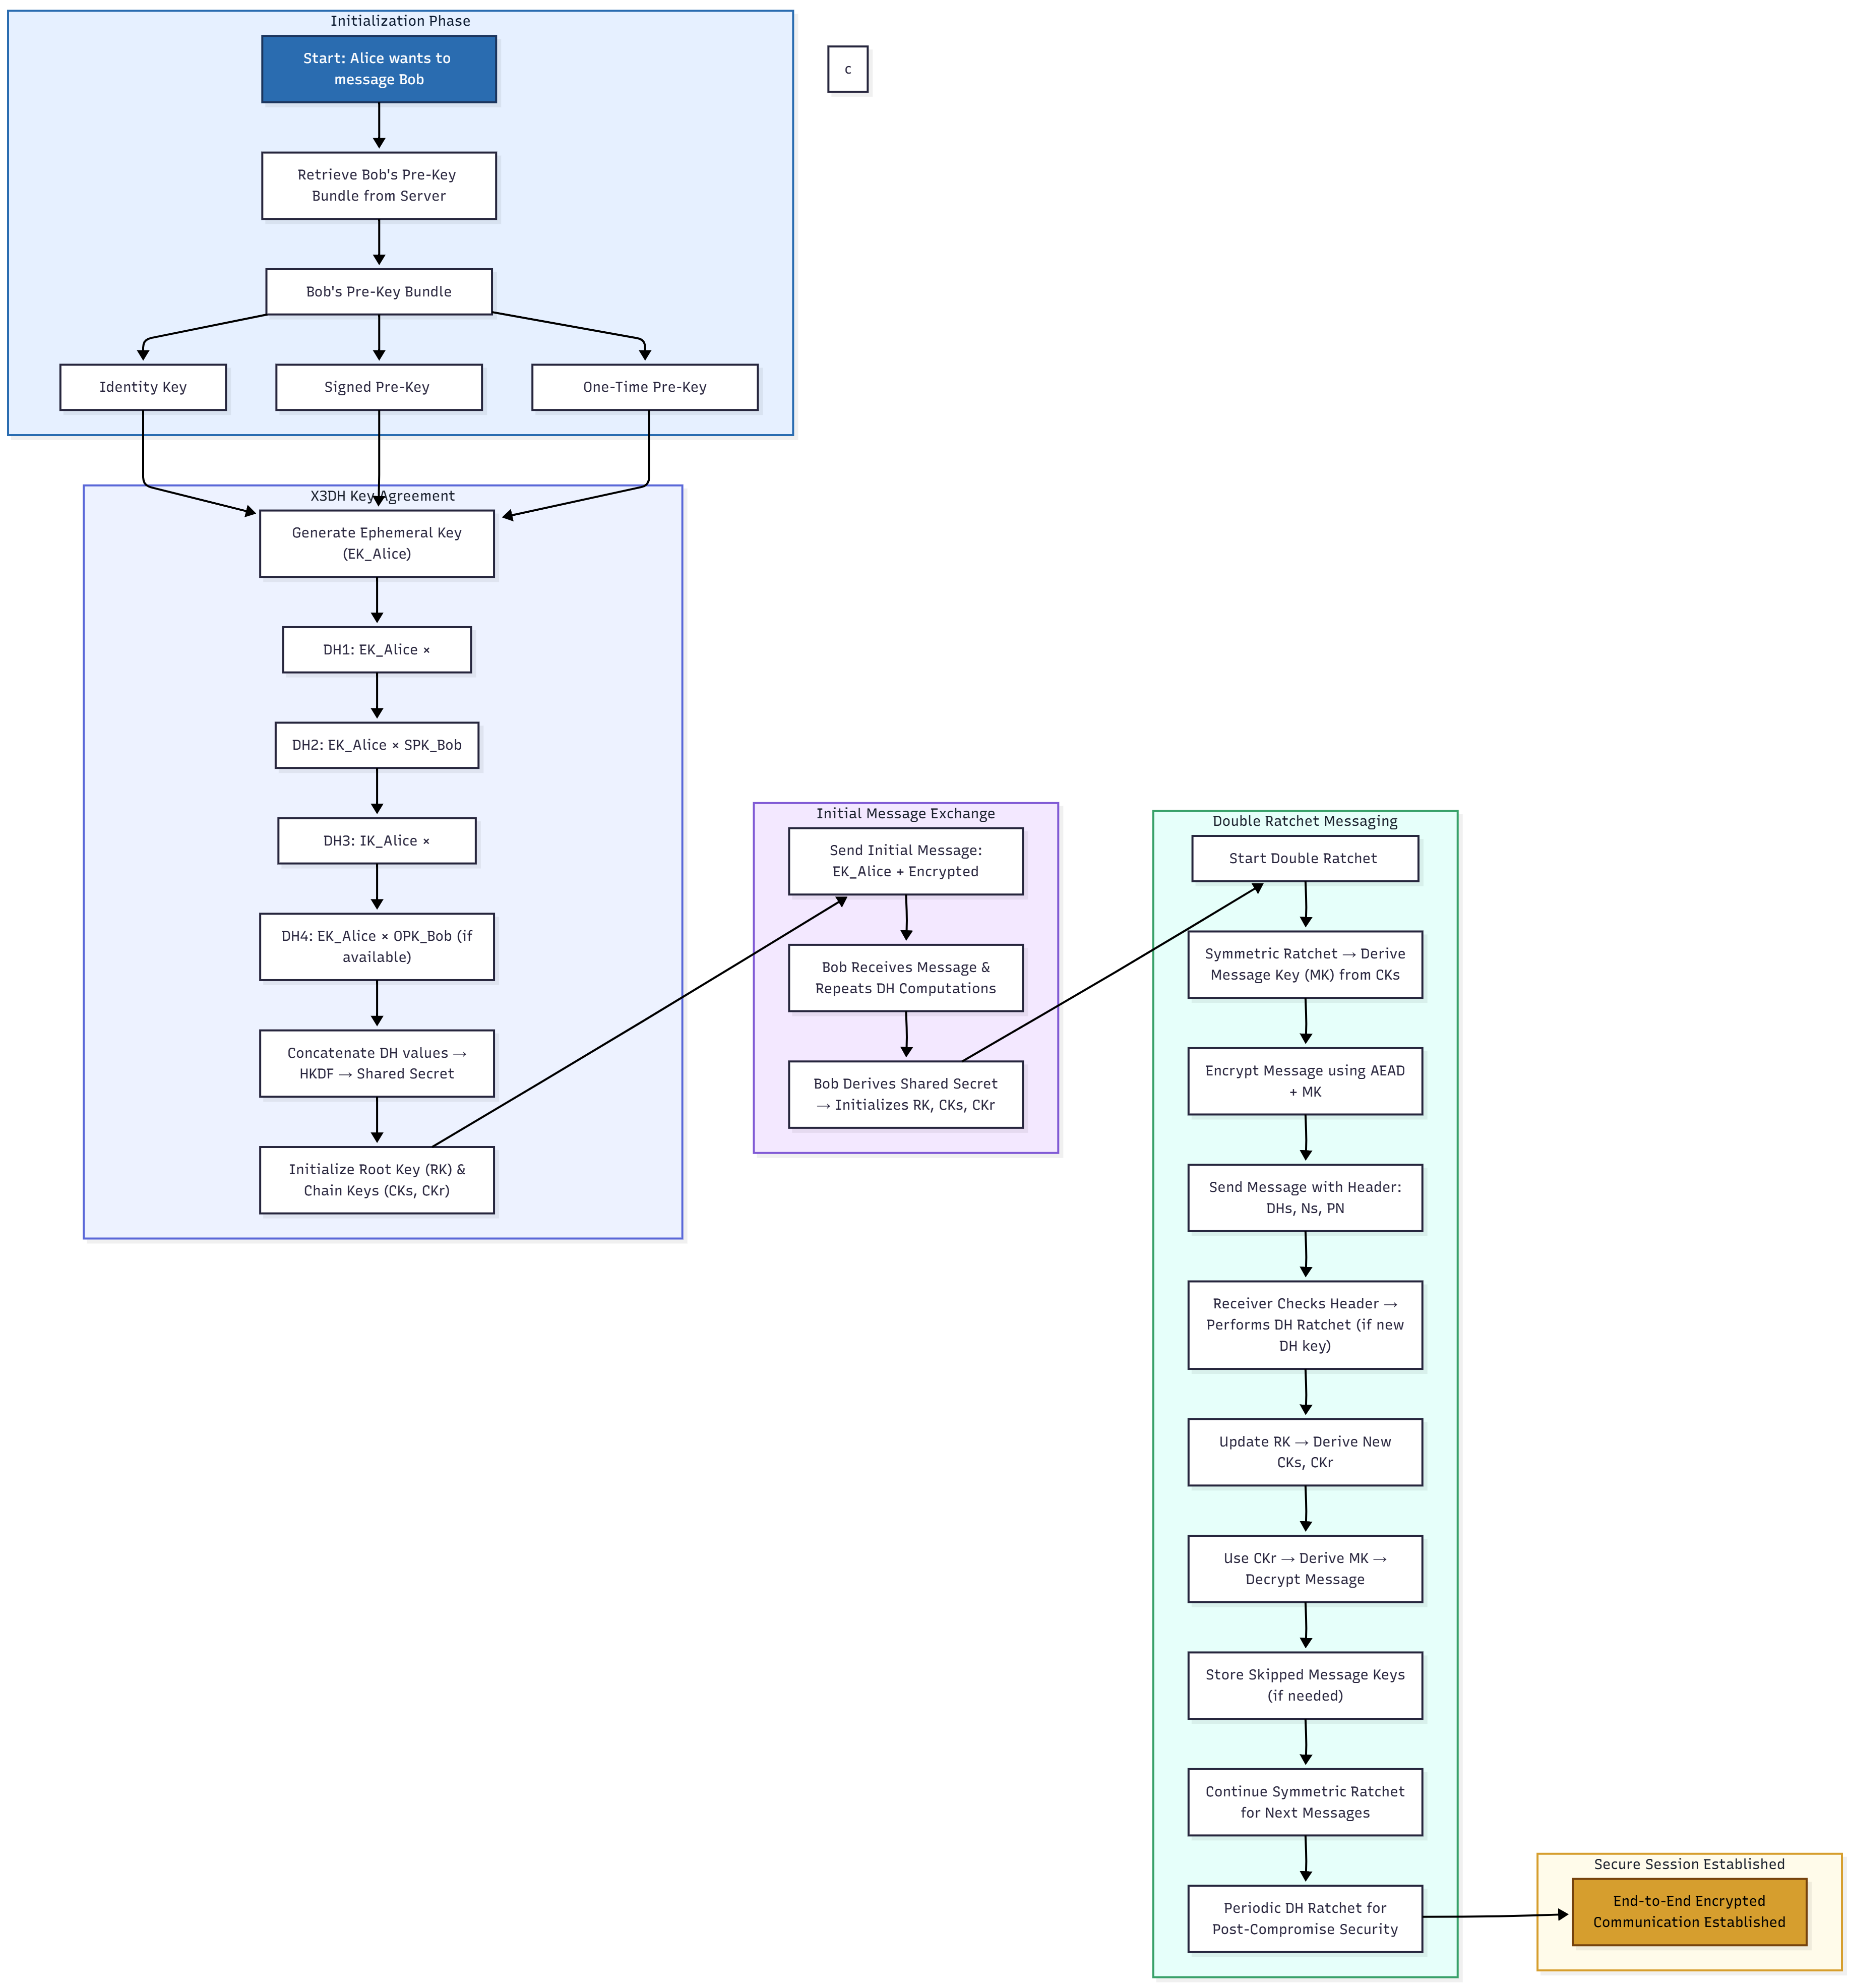 Initialization Phase
Start: Alice wants to
message Bob
c
Retrieve Bob's Pre-Key
Bundle from Server
Bob's Pre-Key Bundle
Identity Key
Signed Pre-Key
One-Time Pre-Key
X3DH Key Agreement
Generate Ephemeral Key
(EK_Alice)
DH1: EK_Alice ×
DH2: EK_Alice × SPK_Bob
DH3: IK_Alice ×
DH4: EK_Alice × OPK_Bob (if
available)
Concatenate DH values →
HKDF → Shared Secret
Initialize Root Key (RK) &
Chain Keys (CKs, CKr)
Initial Message Exchange
Send Initial Message:
EK_Alice + Encrypted
Bob Receives Message &
Repeats DH Computations
Bob Derives Shared Secret
→ Initializes RK, CKs, CKr
Double Ratchet Messaging
Start Double Ratchet
Symmetric Ratchet → Derive
Message Key (MK) from CKs
Encrypt Message using AEAD
+ MK
Send Message with Header:
DHs, Ns, PN
Receiver Checks Header →
Performs DH Ratchet (if new
DH key)
Update RK → Derive New
CKs, CKr
Use CKr → Derive MK →
Decrypt Message
Store Skipped Message Keys
(if needed)
Continue Symmetric Ratchet
for Next Messages
Periodic DH Ratchet for
Post-Compromise Security
Secure Session Established
End-to-End Encrypted
Communication Established